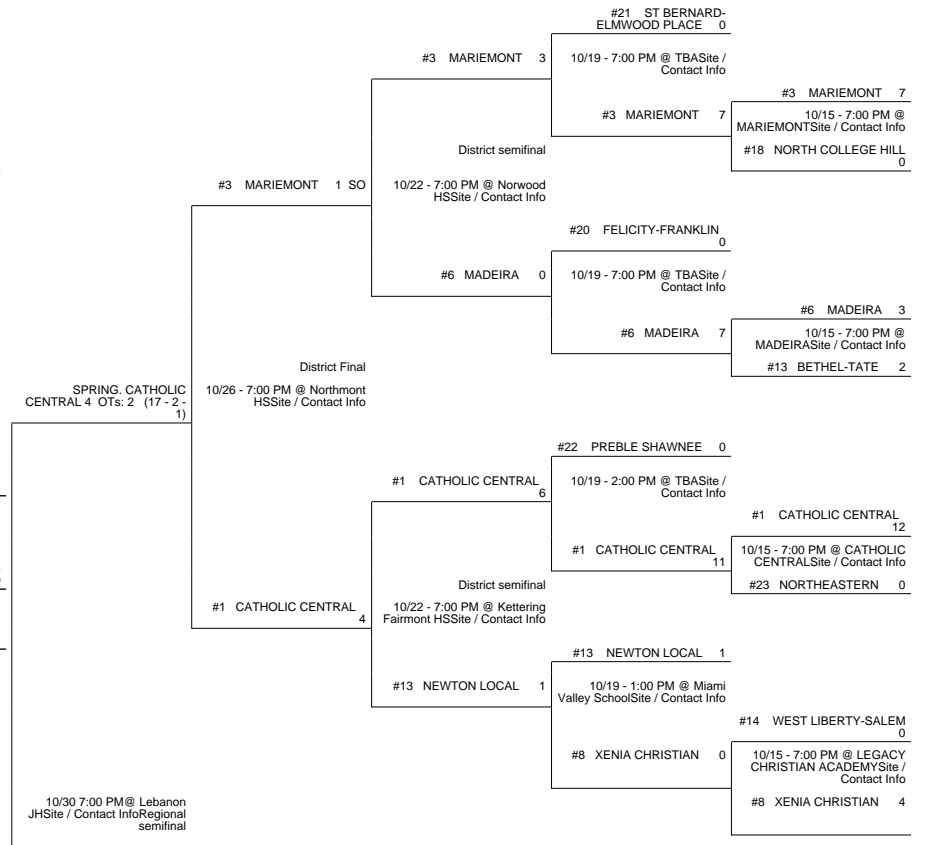 #21 ST BERNARD-
ELMWOOD PLACE 0
#3 MARIEMONT 3
10/19 - 7:00 PM @ TBASite /
Contact Info
#3 MARIEMONT 7
#3 MARIEMONT 7
10/15 - 7:00 PM @
MARIEMONTSite / Contact Info
#18 NORTH COLLEGE HILL
0
District semifinal
#3 MARIEMONT 1 SO
10/22 - 7:00 PM @ Norwood
HSSite / Contact Info
#20 FELICITY-FRANKLIN
0
#6 MADEIRA 0
10/19 - 7:00 PM @ TBASite /
Contact Info
#6 MADEIRA 3
#6 MADEIRA 7
10/15 - 7:00 PM @
MADEIRASite / Contact Info
#13 BETHEL-TATE 2
District Final
10/26 - 7:00 PM @ Northmont
HSSite / Contact Info
SPRING. CATHOLIC
CENTRAL 4 OTs: 2 (17 - 2 -
1)
#22 PREBLE SHAWNEE 0
#1 CATHOLIC CENTRAL
6
10/19 - 2:00 PM @ TBASite /
Contact Info
#1 CATHOLIC CENTRAL
12
#1 CATHOLIC CENTRAL
11
10/15 - 7:00 PM @ CATHOLIC
CENTRALSite / Contact Info
#23 NORTHEASTERN 0
District semifinal
#1 CATHOLIC CENTRAL
4
10/22 - 7:00 PM @ Kettering
Fairmont HSSite / Contact Info
#13 NEWTON LOCAL 1
#13 NEWTON LOCAL 1
10/19 - 1:00 PM @ Miami
Valley SchoolSite / Contact Info
#14 WEST LIBERTY-SALEM
0
#8 XENIA CHRISTIAN 0
10/15 - 7:00 PM @ LEGACY
CHRISTIAN ACADEMYSite /
Contact Info
#8 XENIA CHRISTIAN 4
10/30 7:00 PM@ Lebanon
JHSite / Contact InfoRegional
semifinal